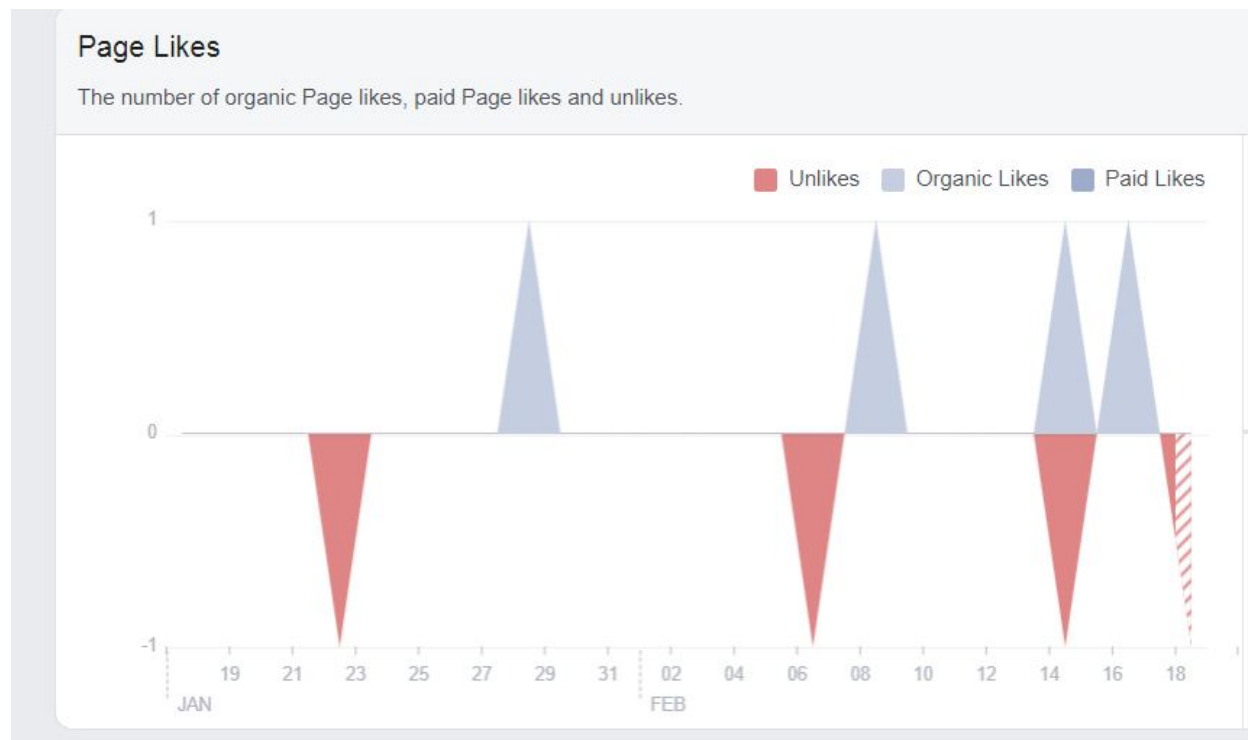 Page Likes
The number of organic Page likes, paid Page likes and unlikes.
Unlikes Organic Likes Paid Likes
1
0
-1
19 21 23 25 27 29 31 02 04 06 08 10 12 14 16 18
JAN FEB